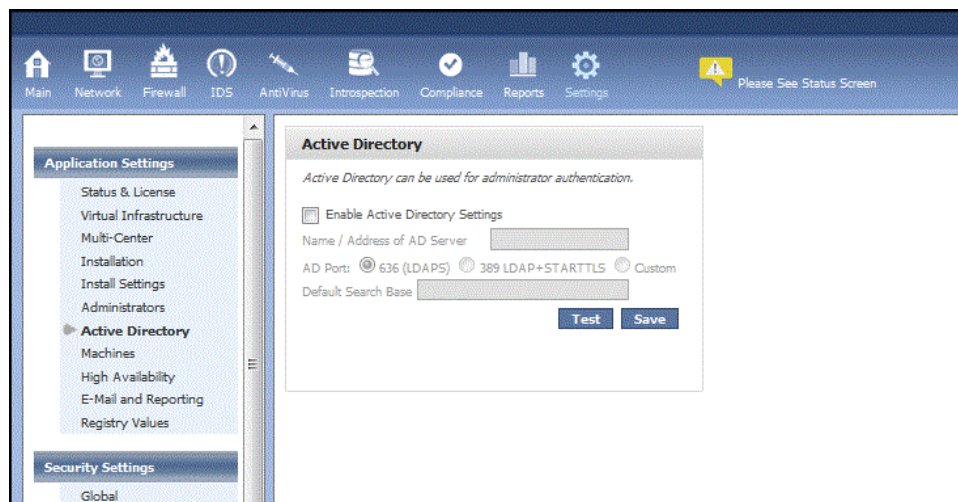 Main Network Firewall IDS AntiVirus Introspection Compliance Reports Settings Please See Status Screen
Application Settings
Status & License
Virtual Infrastructure
Multi-Center
Installation
Install Settings
Administrators
Active Directory
Machines
High Availability
E-Mail and Reporting
Registry Values
Security Settings
Global
Active Directory
Active Directory can be used for administrator authentication.
Enable Active Directory Settings
Name / Address of AD Server
AD Port: 636 (LDAPS) 389 LDAP+STARTTLS Custom
Default Search Base
Test Save